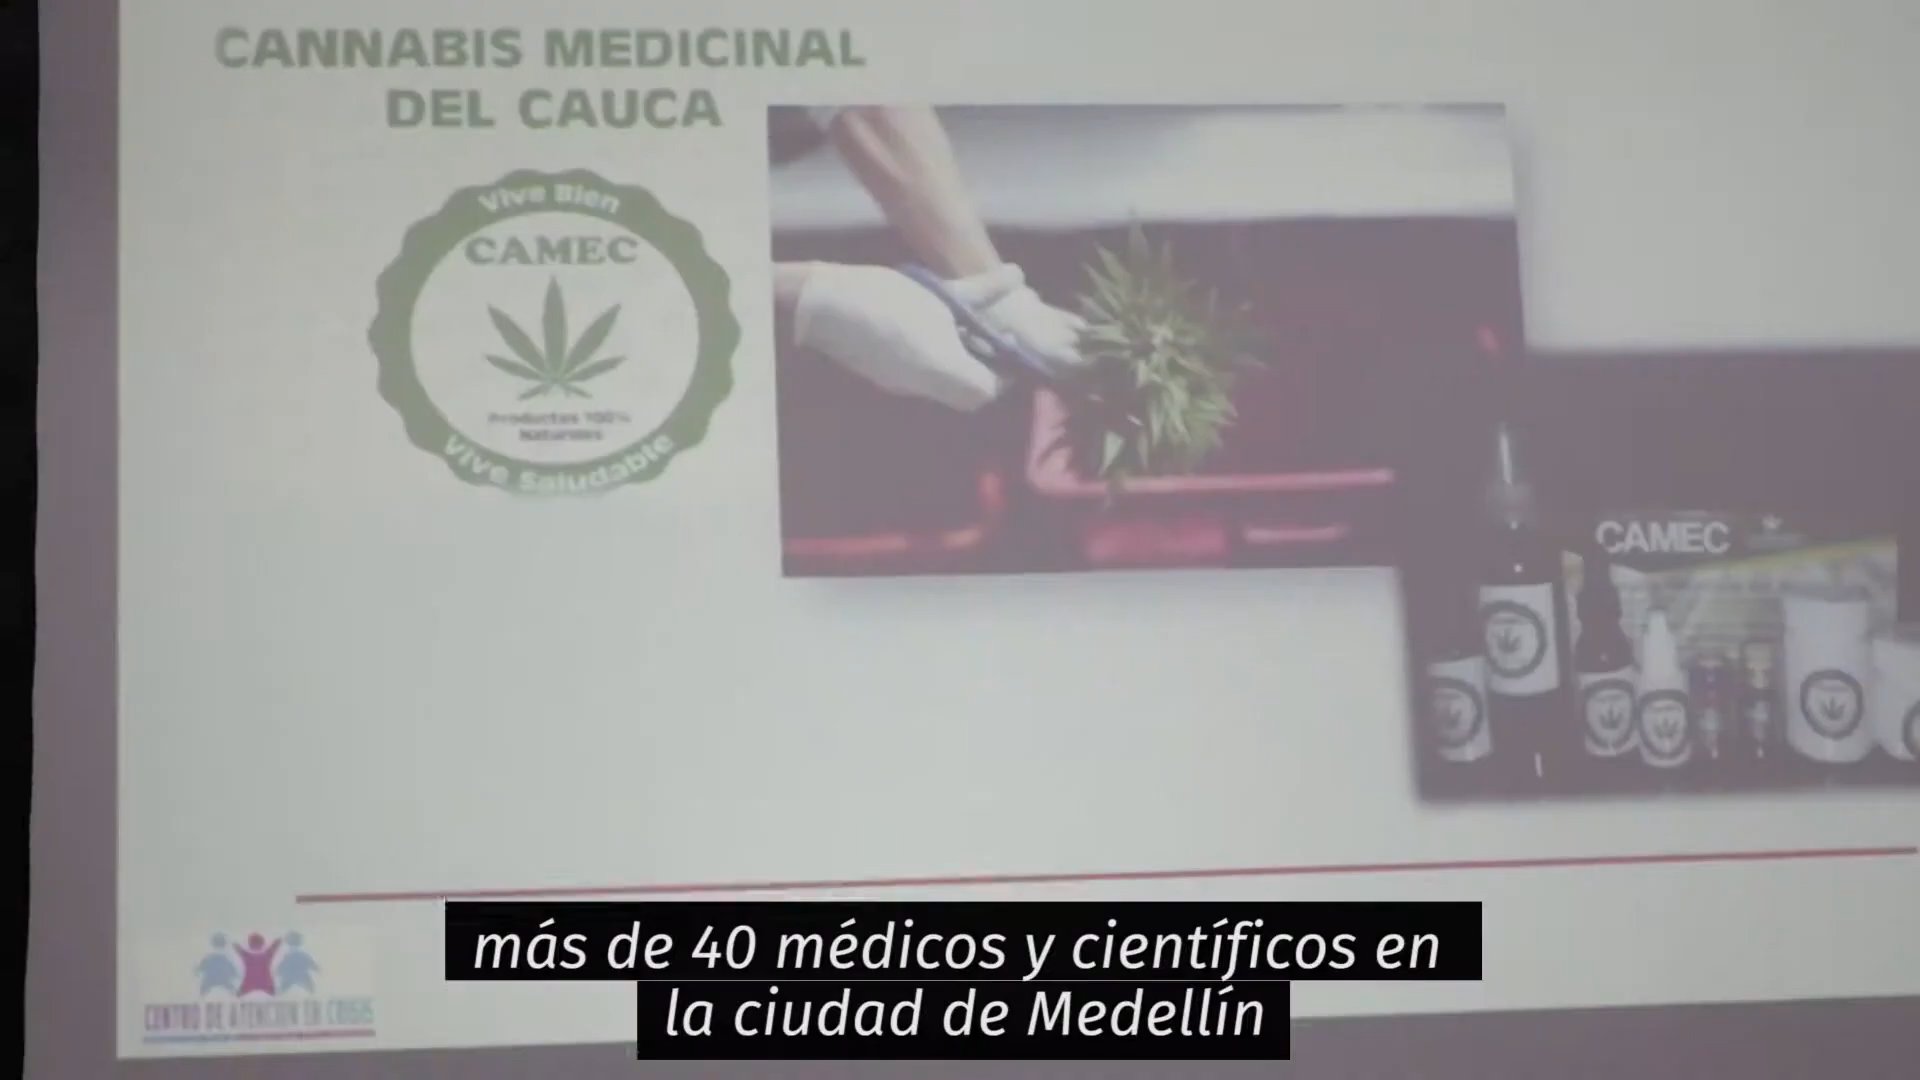 CANNABIS MEDICINAL
DEL CAUCA
Vive Bien
CAMEC
Productos 100%
Naturales
Vive Saludable
CAMEC
CENTRO DE ATENCION EN CRISIS
más de 40 médicos y científicos en
la ciudad de Medellín